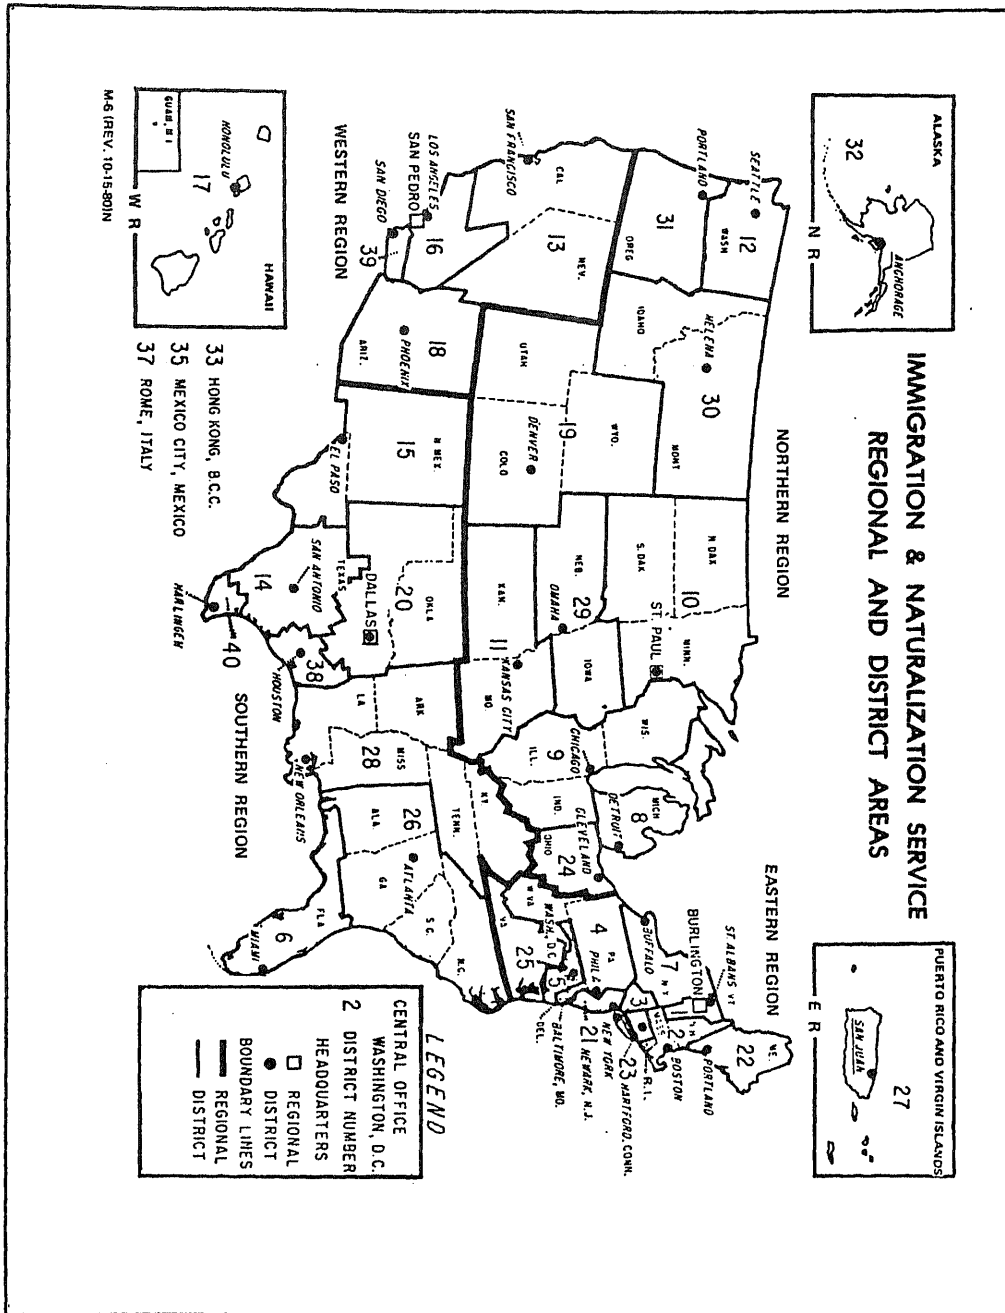 IMMIGRATION & NATURALIZATION SERVICE
REGIONAL AND DISTRICT AREAS
ALASKA
32
ANCHORAGE
N R
NORTHERN REGION
EASTERN REGION
PUERTO RICO AND VIRGIN ISLANDS
27
SAN JUAN
E R
SEATTLE
12
WASH
PORTLAND
31
OREG
IDAHO
HELENA
30
MONT
N. DAK
10
S. DAK
MINN.
ST. PAUL
WIS.
MICH
8
DETROIT
ST ALBANS VT
BURLINGTON
ME.
22
PORTLAND
N.H.
1
2
BOSTON
MASS
R.I.
3
7
N Y
BUFFALO
23 HARTFORD, CONN.
NEW YORK
21 NEWARK, N.J.
4
PA
PHILA
BALTIMORE, MD.
DEL.
5
WASH., D.C.
25
VA
W VA
CLEVELAND
24
OHIO
IND.
CHICAGO
9
ILL.
IOWA
NEB.
29
OMAHA
WYO.
19
DENVER
COLO
UTAH
KAN.
11
KANSAS CITY
MO.
KY.
TENN.
N.C.
S.C.
GA
ATLANTA
26
ALA.
MISS
28
ARK
LA
NEW ORLEANS
FLA
6
MIAMI
SAN FRANCISCO
CAL
13
NEV.
LOS ANGELES
SAN PEDRO
16
SAN DIEGO
39
WESTERN REGION
18
PHOENIX
ARIZ.
N MEX.
15
EL PASO
OKLA
20
DALLAS
TEXAS
SAN ANTONIO
14
38
HOUSTON
40
HARLINGEN
SOUTHERN REGION
HAWAII
HONOLULU
17
GUAM, M I
W R
33 HONG KONG, B.C.C.
35 MEXICO CITY, MEXICO
37 ROME, ITALY
M-6 (REV. 10-15-80)N
LEGEND
CENTRAL OFFICE
WASHINGTON, D.C.
2 DISTRICT NUMBER
HEADQUARTERS
REGIONAL
DISTRICT
BOUNDARY LINES
REGIONAL
DISTRICT